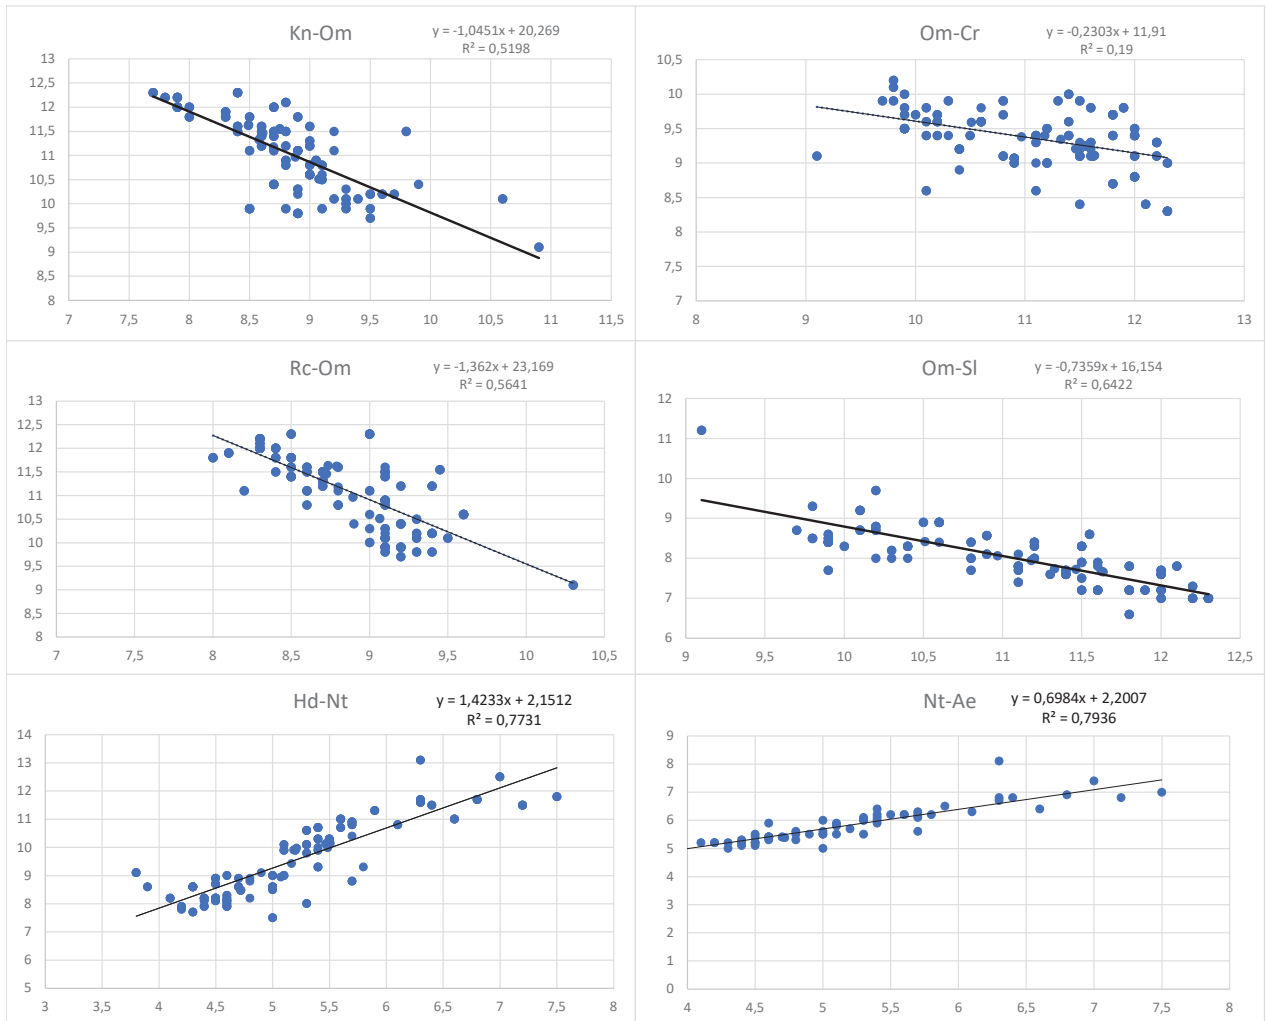 Kn-Om
y = -1,0451x + 20,269
R² = 0,5198
13
12,5
12
11,5
11
10,5
10
9,5
9
8,5
8
7 7,5 8 8,5 9 9,5 10 10,5 11 11,5
Om-Cr
y = -0,2303x + 11,91
R² = 0,19
10,5
10
9,5
9
8,5
8
7,5
7
8 9 10 11 12 13
Rc-Om
y = -1,362x + 23,169
R² = 0,5641
13
12,5
12
11,5
11
10,5
10
9,5
9
8,5
8
7 8 8,5 9 9,5 10 10,5
Om-Sl
y = -0,7359x + 16,154
R² = 0,6422
12
11
10
9
8
7
6
9 9,5 10 10,5 11 11,5 12 12,5
Hd-Nt
y = 1,4233x + 2,1512
R² = 0,7731
14
13
12
11
10
9
8
7
6
5
3 3,5 4 4,5 5 5,5 6 6,5 7 7,5 8
Nt-Ae
y = 0,6984x + 2,2007
R² = 0,7936
9
8
7
6
5
4
3
2
1
0
4 4,5 5 5,5 6 6,5 7 7,5 8